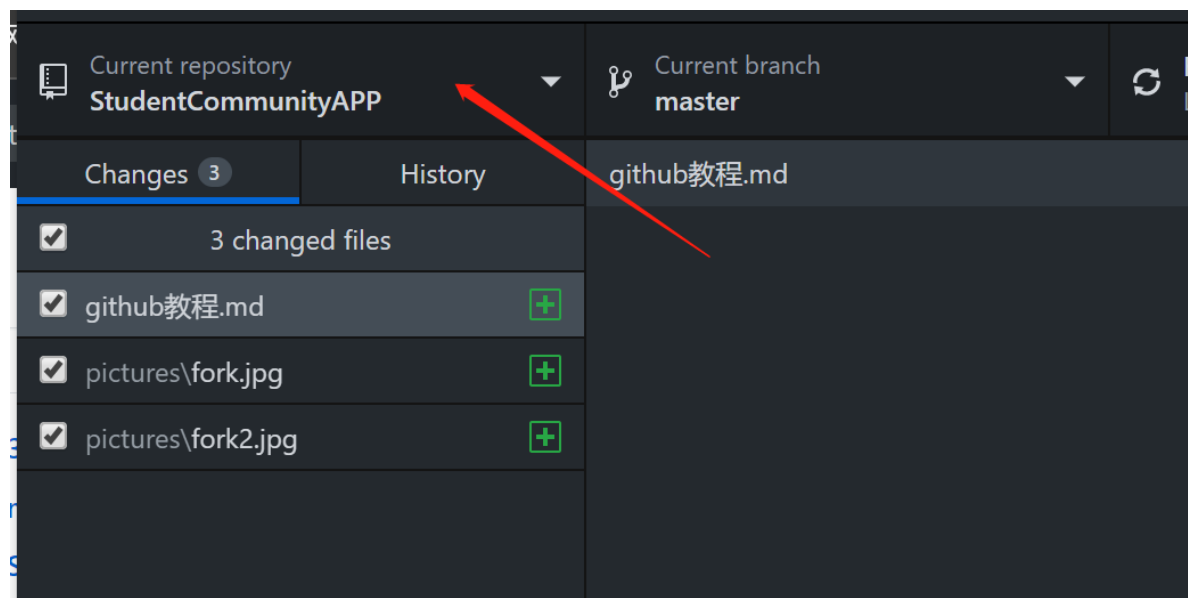 Current repository
StudentCommunityAPP
Current branch
master
Changes 3
History
github教程.md
3 changed files
github教程.md
pictures\fork.jpg
pictures\fork2.jpg